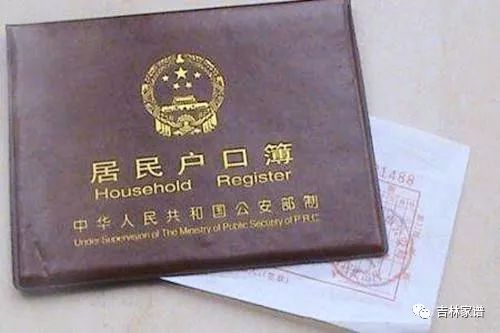 居民户口簿
Household Register
中华人民共和国公安部制
Under Supervision of The Ministry of Public Security of P.R.C
1488
吉林家谱